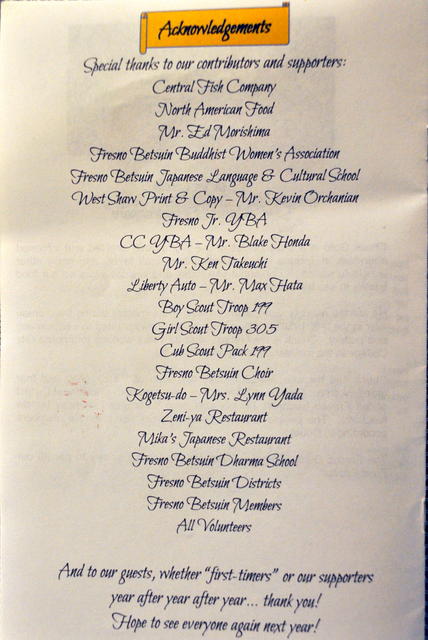 Acknowledgements
Special thanks to our contributors and supporters:
Central Fish Company
North American Food
Mr. Ed Morishima
Fresno Betsuin Buddhist Women's Association
Fresno Betsuin Japanese Language & Cultural School
West Shaw Print & Copy – Mr. Kevin Orchanian
Fresno Jr. YBA
CC YBA – Mr. Blake Honda
Mr. Ken Takeuchi
Liberty Auto – Mr. Max Hata
Boy Scout Troop 199
Girl Scout Troop 305
Cub Scout Pack 199
Fresno Betsuin Choir
Kogetsu-do – Mrs. Lynn Yada
Zeni-ya Restaurant
Mika's Japanese Restaurant
Fresno Betsuin Dharma School
Fresno Betsuin Districts
Fresno Betsuin Members
All Volunteers
And to our guests, whether "first-timers" or our supporters
year after year after year... thank you!
Hope to see everyone again next year!